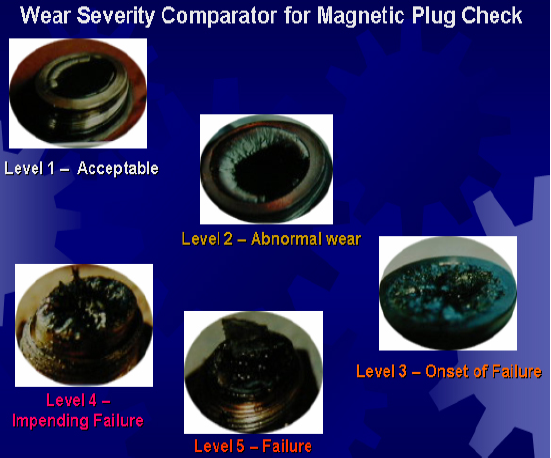 Wear Severity Comparator for Magnetic Plug Check
Level 1 – Acceptable
Level 2 – Abnormal wear
Level 3 – Onset of Failure
Level 4 –
Impending Failure
Level 5 – Failure